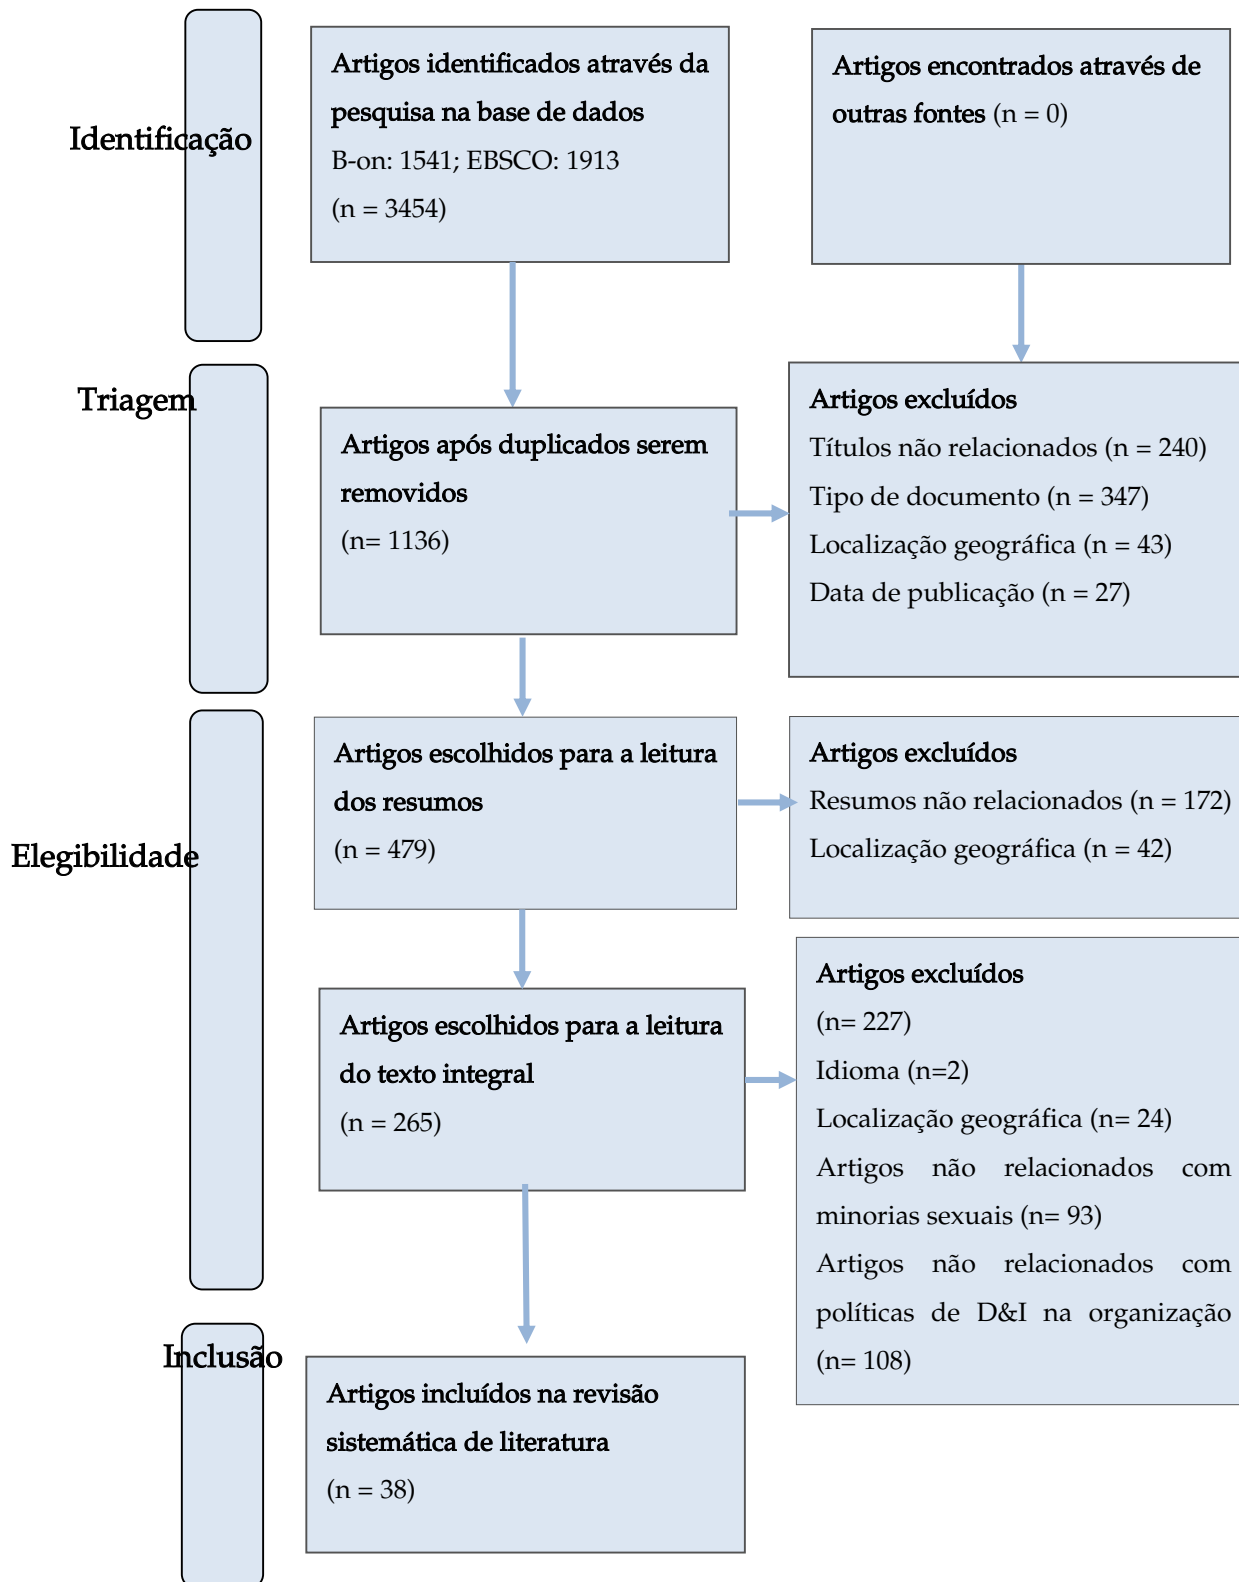 Identificação
Artigos identificados através da
pesquisa na base de dados
B-on: 1541; EBSCO: 1913
(n = 3454)
Artigos encontrados através de
outras fontes (n = 0)
Triagem
Artigos após duplicados serem
removidos
(n= 1136)
Artigos excluídos
Títulos não relacionados (n = 240)
Tipo de documento (n = 347)
Localização geográfica (n = 43)
Data de publicação (n = 27)
Elegibilidade
Artigos escolhidos para a leitura
dos resumos
(n = 479)
Artigos excluídos
Resumos não relacionados (n = 172)
Localização geográfica (n = 42)
Artigos escolhidos para a leitura
do texto integral
(n = 265)
Artigos excluídos
(n= 227)
Idioma (n=2)
Localização geográfica (n= 24)
Artigos não relacionados com
minorias sexuais (n= 93)
Artigos não relacionados com
políticas de D&I na organização
(n= 108)
Inclusão
Artigos incluídos na revisão
sistemática de literatura
(n = 38)